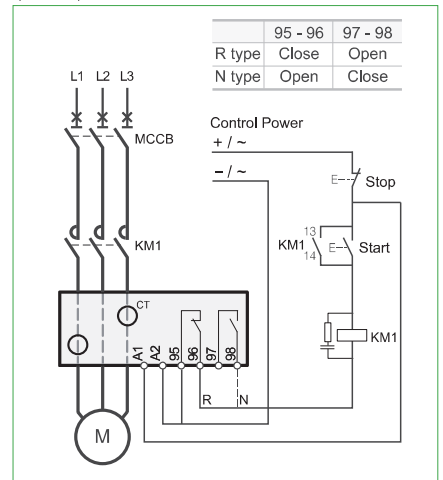 95 - 96 97 - 98
R type Close Open
N type Open Close
L1 L2 L3
MCCB
Control Power
+ / ~
− / ~
E Stop
13
KM1 E Start
14
KM1
CT
KM1
A1 A2 95 96 97 98
R N
M